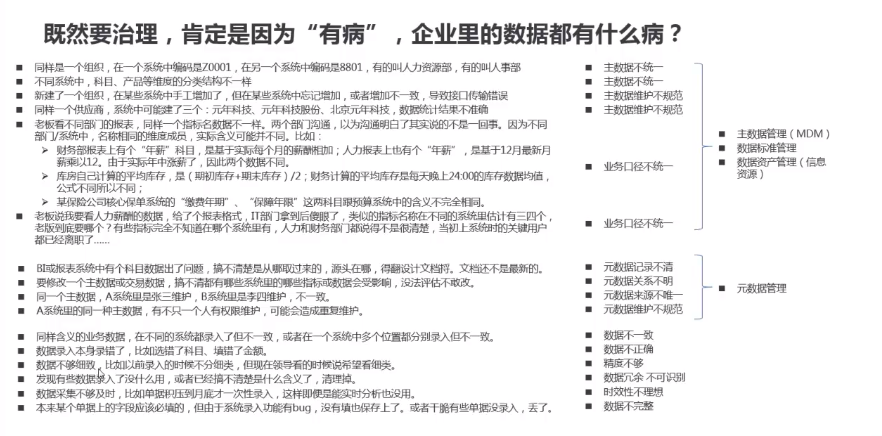 既然要治理，肯定是因为“有病”，企业里的数据都有什么病？
同样是一个组织，在一个系统中编码是Z0001，在另一个系统中编码是8801，有的叫人力资源部，有的叫人事部
不同系统中，科目、产品等维度的分类结构不一样
新建了一个组织，在某些系统中手工增加了，但在某些系统中忘记增加，或者增加不一致，导致接口传输错误
同样一个供应商，系统中可能建了三个：元年科技、元年科技股份、北京元年科技，数据统计结果不准确
老板看不同部门的报表，同样一个指标名数据不一样。两个部门沟通，以为沟通明白了其实说的是一回事。因为不同
部门/系统中，名称相同的维度成员，实际含义可能并不同。比如：
财务部报表上有个“年薪”科目，是基于实际每个月的薪酬相加；人力报表上也有个“年薪”，是基于12月最新月
薪乘以12。由于实际年中涨薪了，因此两个数据不同。
库房自己计算的平均库存，是（期初库存+期末库存）/2；财务计算的平均库存是每天晚上24:00的库存数据均值，
公式不同所以不同；
某保险公司核心保单系统的“缴费年期”、“保障年限”这两科目跟预算系统中的含义不完全相同。
老板说我要看人力薪酬的数据，给了个报表格式，IT部门拿到后傻眼了，类似的指标名称在不同的系统里估计有三四个，
老版到底要哪个？有些指标完全不知道在哪个系统里有，人力和财务部门都说得不是很清楚，当初上系统时的关键用户
都已经离职了……
BI或报表系统中有个科目数据出了问题，搞不清楚是从哪取过来的，源头在哪，得翻设计文档捋。文档还不是最新的。
要修改一个主数据或交易数据，搞不清都有哪些系统里的哪些指标或数据会受影响，没法评估不敢改。
同一个主数据，A系统里是张三维护，B系统里是李四维护，不一致。
A系统里的同一种主数据，有不只一个人有权限维护，可能会造成重复维护。
同样含义的业务数据，在不同的系统都录入了但不一致，或者在一个系统中多个位置都分别录入但不一致。
数据录入本身录错了，比如选错了科目、填错了金额。
数据不够细致，比如以前录入的时候不分细类，但现在领导看的时候说希望看细类。
发现有些数据录入了没什么用，或者已经搞不清楚是什么含义了，清理掉。
数据采集不够及时，比如单据积压到月底才一次性录入，这样即便是能实时分析也没用。
本来某个单据上的字段应该必填的，但由于系统录入功能有bug，没有填也保存上了。或者干脆有些单据没录入，丢了。
主数据不统一
主数据不统一
主数据维护不规范
主数据维护不规范
业务口径不统一
业务口径不统一
元数据记录不清
元数据关系不明
元数据来源不唯一
元数据维护不规范
数据不一致
数据不正确
精度不够
数据冗余 不可识别
时效性不理想
数据不完整
主数据管理（MDM）
数据标准管理
数据资产管理（信息
资源）
元数据管理